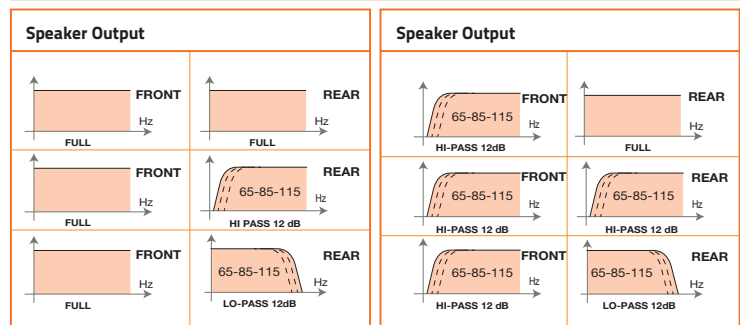 Speaker Output
FRONT
Hz
FULL
REAR
Hz
FULL
FRONT
Hz
FULL
REAR
65-85-115
Hz
HI PASS 12 dB
FRONT
Hz
FULL
REAR
65-85-115
Hz
LO-PASS 12dB
Speaker Output
FRONT
65-85-115
Hz
HI-PASS 12dB
REAR
Hz
FULL
FRONT
65-85-115
Hz
HI-PASS 12 dB
REAR
65-85-115
Hz
HI-PASS 12 dB
FRONT
65-85-115
Hz
HI-PASS 12 dB
REAR
65-85-115
Hz
LO-PASS 12dB